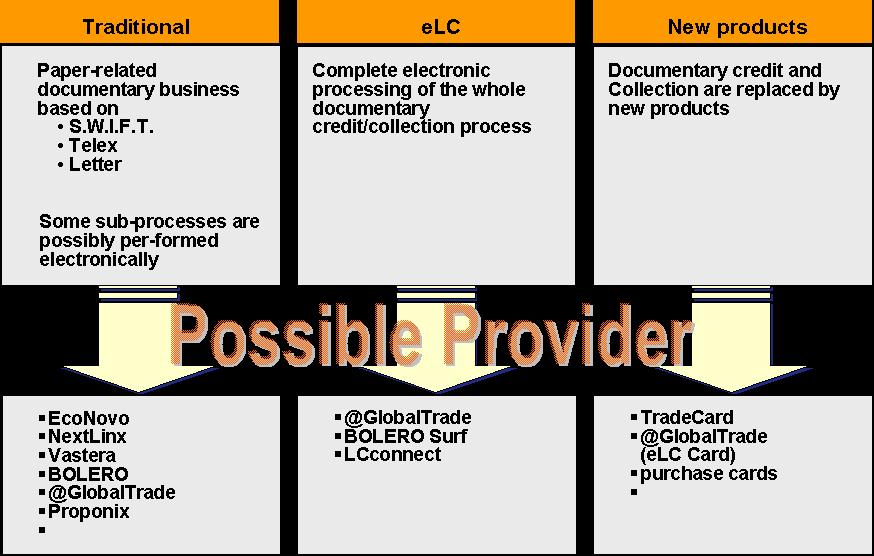 Traditional
Paper-related
documentary business
based on
• S.W.I.F.T.
• Telex
• Letter
Some sub-processes are
possibly per-formed
electronically
eLC
Complete electronic
processing of the whole
documentary
credit/collection process
New products
Documentary credit and
Collection are replaced by
new products
Possible Provider
▪EcoNovo
▪NextLinx
▪Vastera
▪BOLERO
▪@GlobalTrade
▪Proponix
▪
▪@GlobalTrade
▪BOLERO Surf
▪LCconnect
▪TradeCard
▪@GlobalTrade
(eLC Card)
▪purchase cards
▪